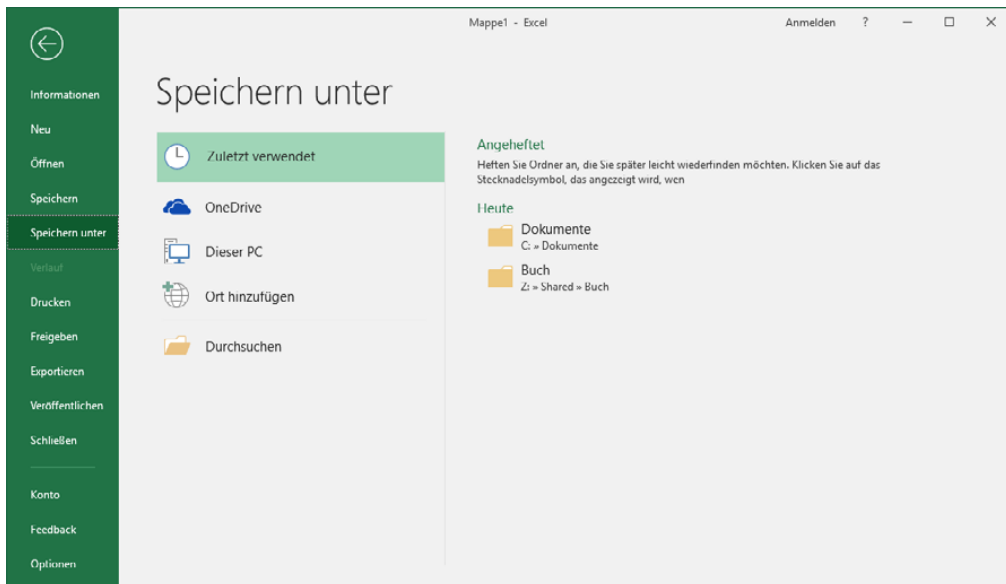 Mappe1 - Excel
Anmelden ?
Informationen
Neu
Öffnen
Speichern
Speichern unter
Verlauf
Drucken
Freigeben
Exportieren
Veröffentlichen
Schließen
Konto
Feedback
Optionen
Speichern unter
Zuletzt verwendet
OneDrive
Dieser PC
Ort hinzufügen
Durchsuchen
Angeheftet
Heften Sie Ordner an, die Sie später leicht wiederfinden möchten. Klicken Sie auf das
Stecknadelsymbol, das angezeigt wird, wen
Heute
Dokumente
C: » Dokumente
Buch
Z: » Shared » Buch